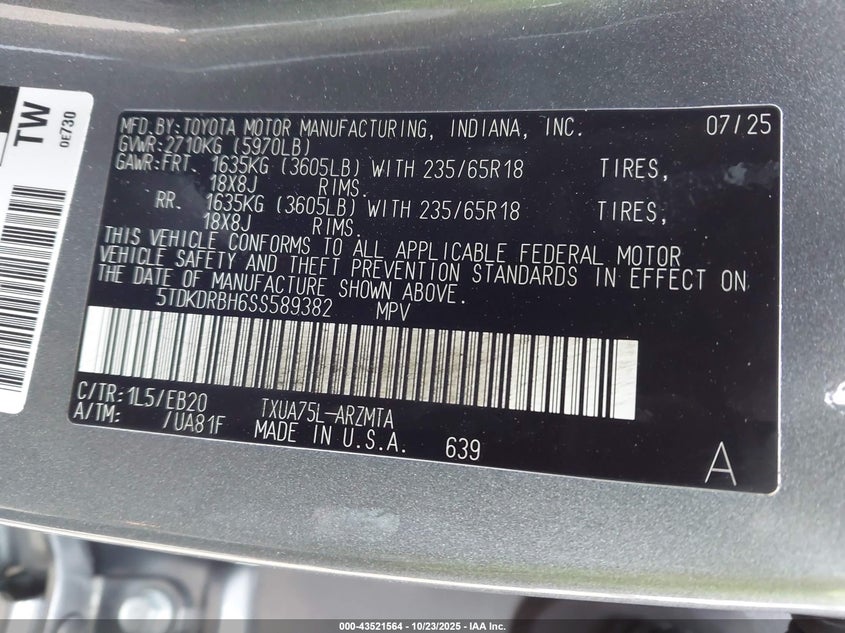 TW
0E730
MFD.BY:TOYOTA MOTOR MANUFACTURING, INDIANA, INC. 07/25
GVWR:2710KG (5970LB)
GAWR:FRT. 1635KG (3605LB) WITH 235/65R18 TIRES,
18X8J RIMS.
RR. 1635KG (3605LB) WITH 235/65R18 TIRES,
18X8J RIMS.
THIS VEHICLE CONFORMS TO ALL APPLICABLE FEDERAL MOTOR
VEHICLE SAFETY AND THEFT PREVENTION STANDARDS IN EFFECT ON
THE DATE OF MANUFACTURE SHOWN ABOVE.
5TDKDRBH6SS589382 MPV
C/TR:1L5/EB20 TXUA75L-ARZMTA
A/TM: /UA81F MADE IN U.S.A. 639
A
000-43521564 - 10/23/2025 - IAA Inc.